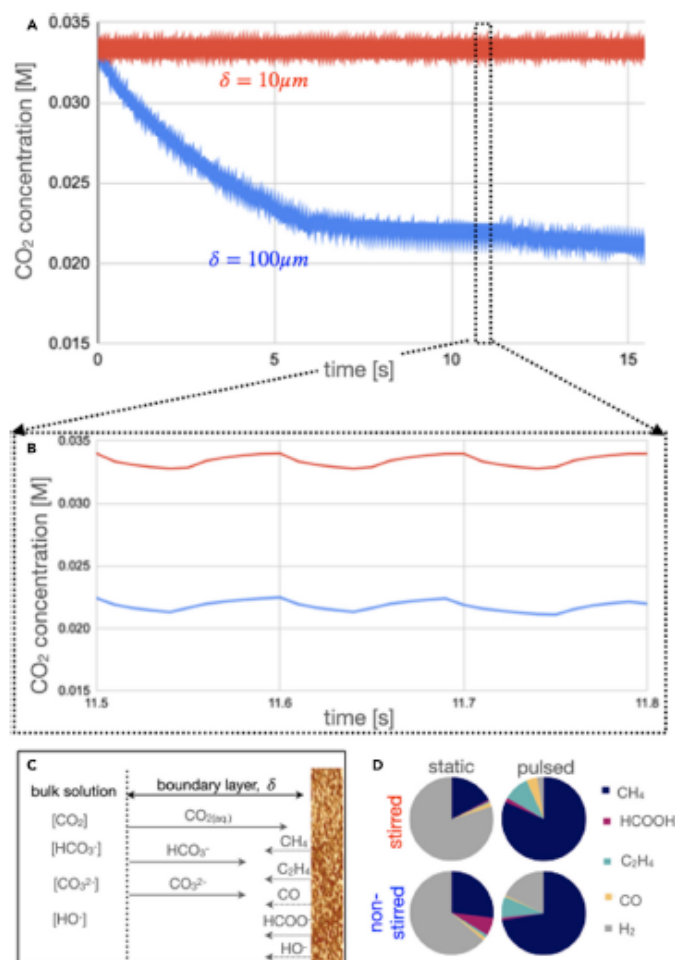 A
0.035
0.030
0.025
0.020
0.015
CO₂ concentration [M]
δ = 10μm
δ = 100μm
0
5
10
15
time [s]
B
0.035
0.030
0.025
0.020
0.015
CO₂ concentration [M]
11.5
11.6
11.7
11.8
time [s]
C
bulk solution
boundary layer, δ
[CO₂]
CO₂(aq.)
[HCO₃⁻]
HCO₃⁻
[CO₃²⁻]
CO₃²⁻
[HO⁻]
CH₄
C₂H₄
CO
HCOO⁻
HO⁻
D
static
pulsed
stirred
non-
stirred
CH₄
HCOOH
C₂H₄
CO
H₂